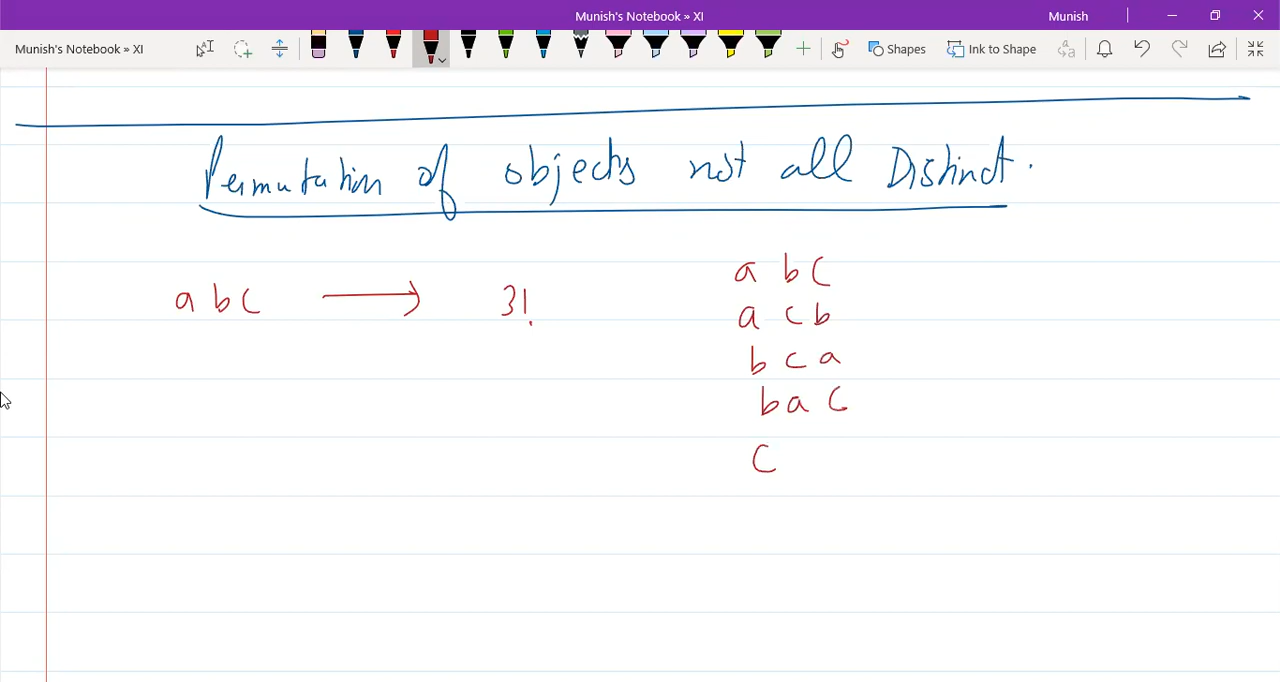 Munish's Notebook » XI
Munish
Munish's Notebook » XI
Shapes
Ink to Shape
Permutation of objects not all Distinct.
a b c → 3!
a b c
a c b
b c a
b a c
c